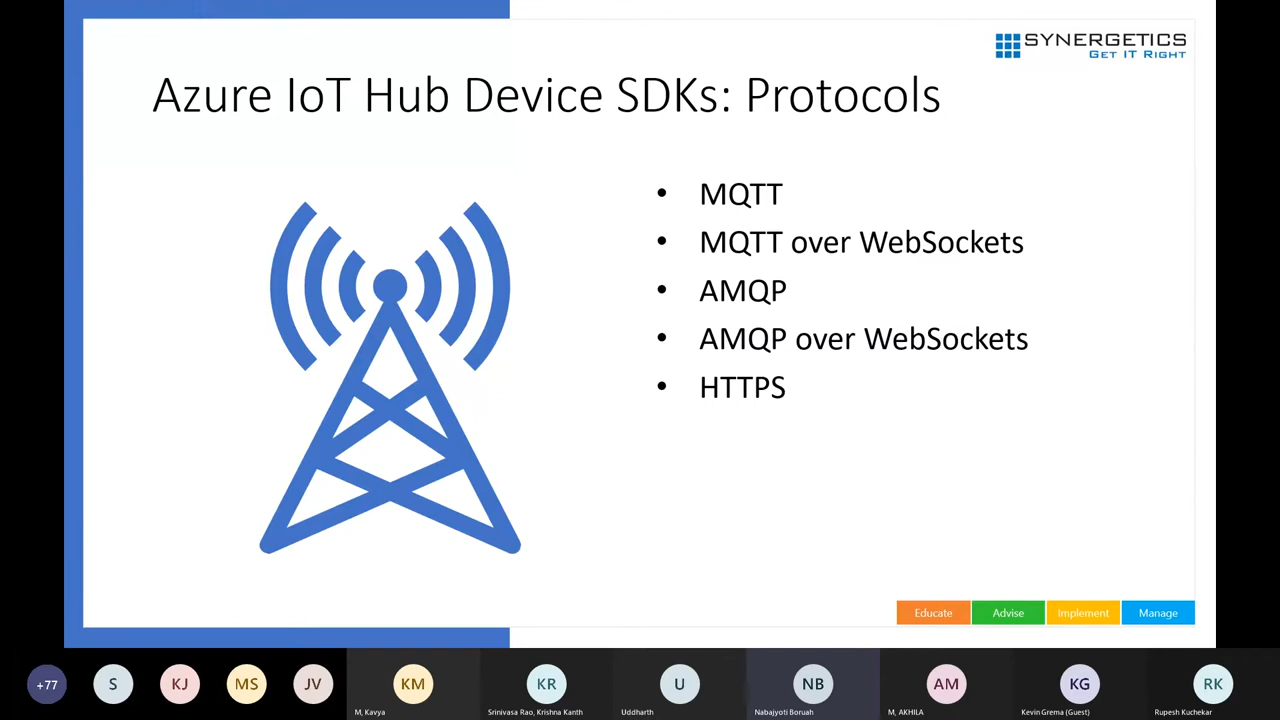 SYNERGETICS
GET IT RIGHT
Azure IoT Hub Device SDKs: Protocols
• MQTT
• MQTT over WebSockets
• AMQP
• AMQP over WebSockets
• HTTPS
Educate Advise Implement Manage
+77 S KJ MS JV KM KR U NB AM KG RK
M, Kavya Srinivasa Rao, Krishna Kanth Uddharth Nabajyoti Boruah M, AKHILA Kevin Grema (Guest) Rupesh Kuchekar